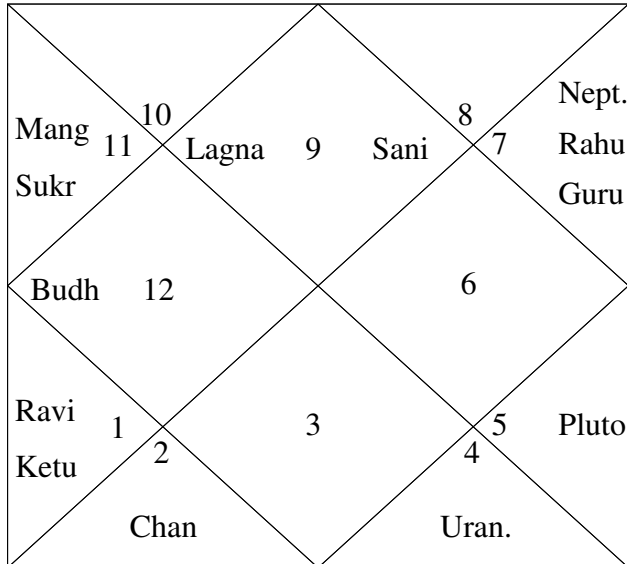 10
8
Nept.
Mang
11
Lagna
9
Sani
7
Rahu
Sukr
Guru
Budh
12
6
Ravi
1
3
5
Pluto
2
4
Ketu
Chan
Uran.